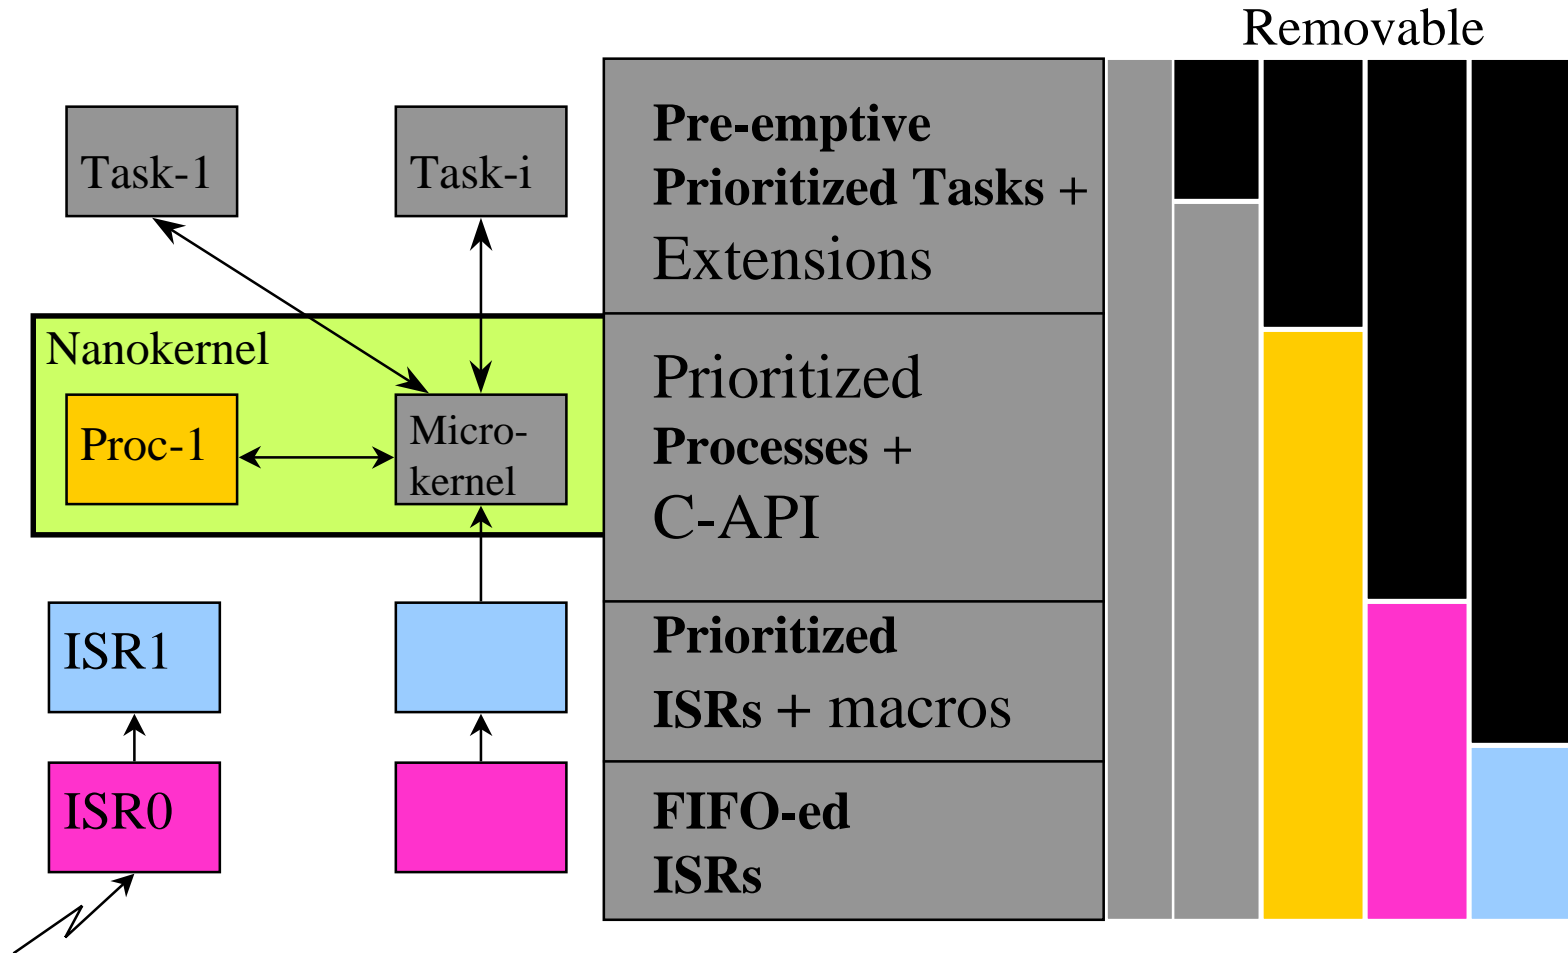 Removable
Task-1
Task-i
Nanokernel
Proc-1
Micro-
kernel
ISR1
ISR0
Pre-emptive
Prioritized Tasks +
Extensions
Prioritized
Processes +
C-API
Prioritized
ISRs + macros
FIFO-ed
ISRs